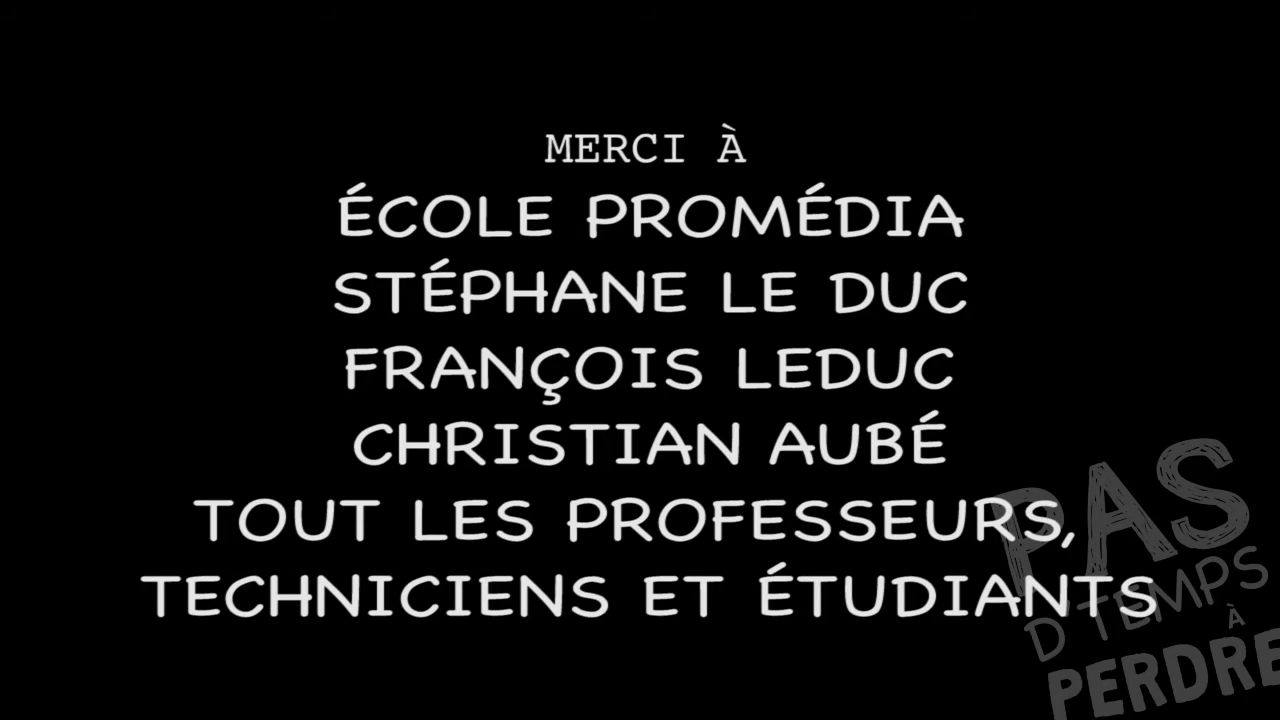 MERCI À
ÉCOLE PROMÉDIA
STÉPHANE LE DUC
FRANÇOIS LEDUC
CHRISTIAN AUBÉ
TOUT LES PROFESSEURS,
TECHNICIENS ET ÉTUDIANTS
PAS
D'TEMPS
À
PERDRE